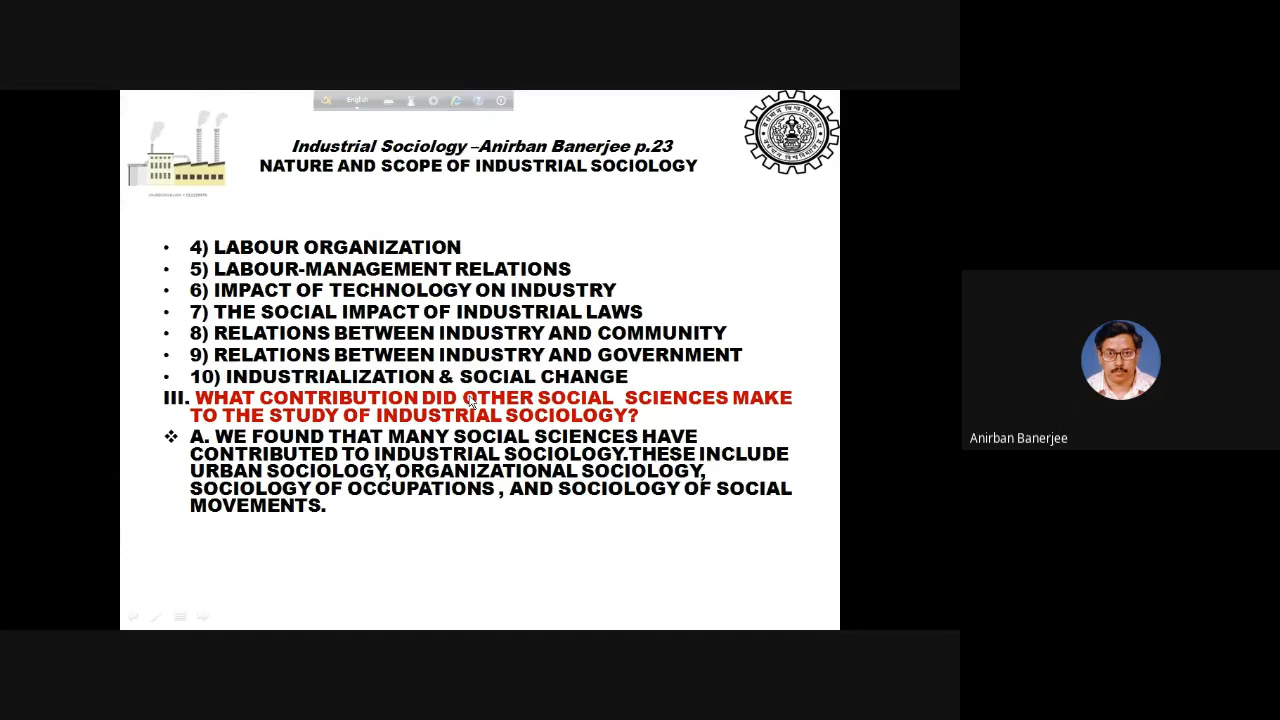 English
Industrial Sociology –Anirban Banerjee p.23
NATURE AND SCOPE OF INDUSTRIAL SOCIOLOGY
• 4) LABOUR ORGANIZATION
• 5) LABOUR-MANAGEMENT RELATIONS
• 6) IMPACT OF TECHNOLOGY ON INDUSTRY
• 7) THE SOCIAL IMPACT OF INDUSTRIAL LAWS
• 8) RELATIONS BETWEEN INDUSTRY AND COMMUNITY
• 9) RELATIONS BETWEEN INDUSTRY AND GOVERNMENT
• 10) INDUSTRIALIZATION & SOCIAL CHANGE
III. WHAT CONTRIBUTION DID OTHER SOCIAL SCIENCES MAKE
TO THE STUDY OF INDUSTRIAL SOCIOLOGY?
❖ A. WE FOUND THAT MANY SOCIAL SCIENCES HAVE
CONTRIBUTED TO INDUSTRIAL SOCIOLOGY.THESE INCLUDE
URBAN SOCIOLOGY, ORGANIZATIONAL SOCIOLOGY,
SOCIOLOGY OF OCCUPATIONS , AND SOCIOLOGY OF SOCIAL
MOVEMENTS.
Anirban Banerjee